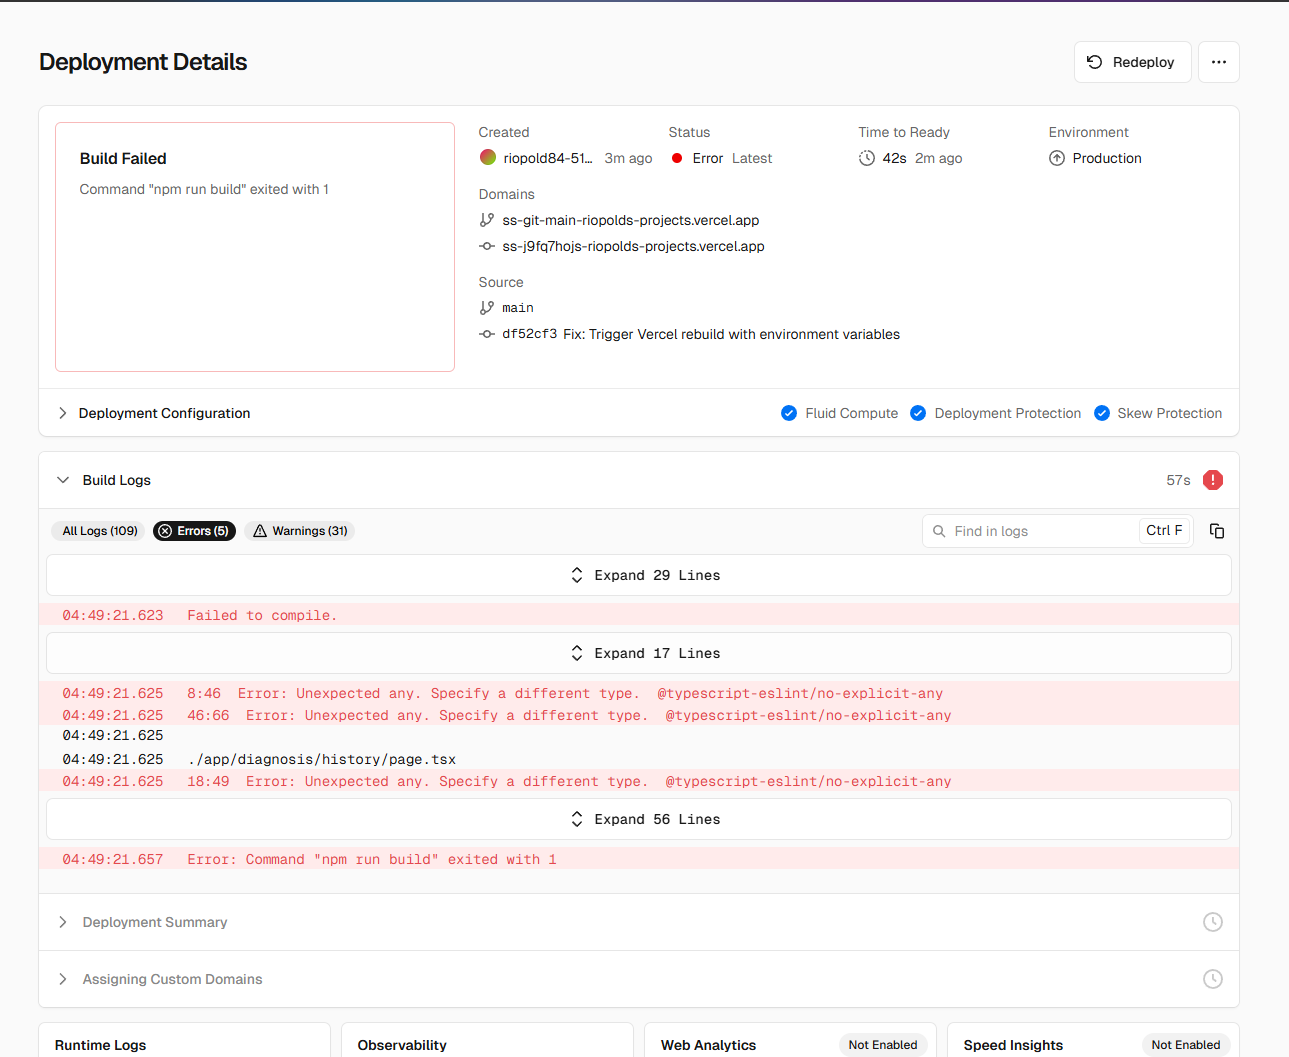 Deployment Details
Redeploy
Build Failed
Command "npm run build" exited with 1
Created
Status
Time to Ready
Environment
riopold84-51... 3m ago
Error Latest
42s 2m ago
Production
Domains
ss-git-main-riopolds-projects.vercel.app
ss-j9fq7hojs-riopolds-projects.vercel.app
Source
main
df52cf3 Fix: Trigger Vercel rebuild with environment variables
Deployment Configuration
Fluid Compute
Deployment Protection
Skew Protection
Build Logs
57s
All Logs (109)
Errors (5)
Warnings (31)
Find in logs
Ctrl F
Expand 29 Lines
04:49:21.623 Failed to compile.
Expand 17 Lines
04:49:21.625 8:46 Error: Unexpected any. Specify a different type. @typescript-eslint/no-explicit-any
04:49:21.625 46:66 Error: Unexpected any. Specify a different type. @typescript-eslint/no-explicit-any
04:49:21.625
04:49:21.625 ./app/diagnosis/history/page.tsx
04:49:21.625 18:49 Error: Unexpected any. Specify a different type. @typescript-eslint/no-explicit-any
Expand 56 Lines
04:49:21.657 Error: Command "npm run build" exited with 1
Deployment Summary
Assigning Custom Domains
Runtime Logs
Observability
Web Analytics
Not Enabled
Speed Insights
Not Enabled